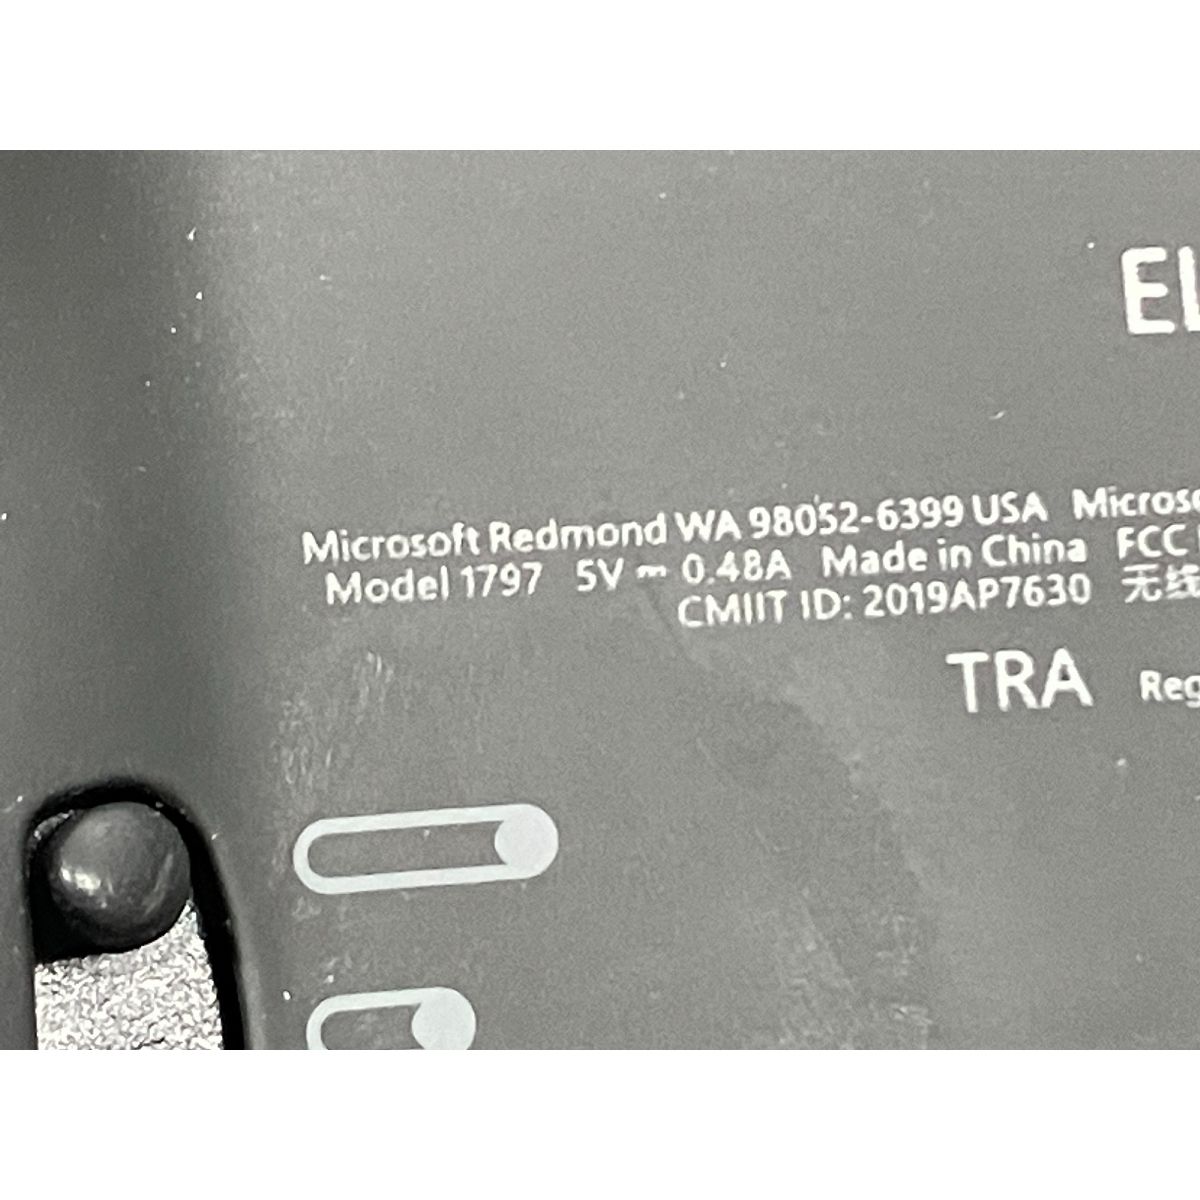 EL
Microsoft Redmond WA 98052-6399 USA Microso
Model 1797 5V ⎓ 0.48A Made in China FCC
CMIIT ID: 2019AP7630 无线
TRA Reg